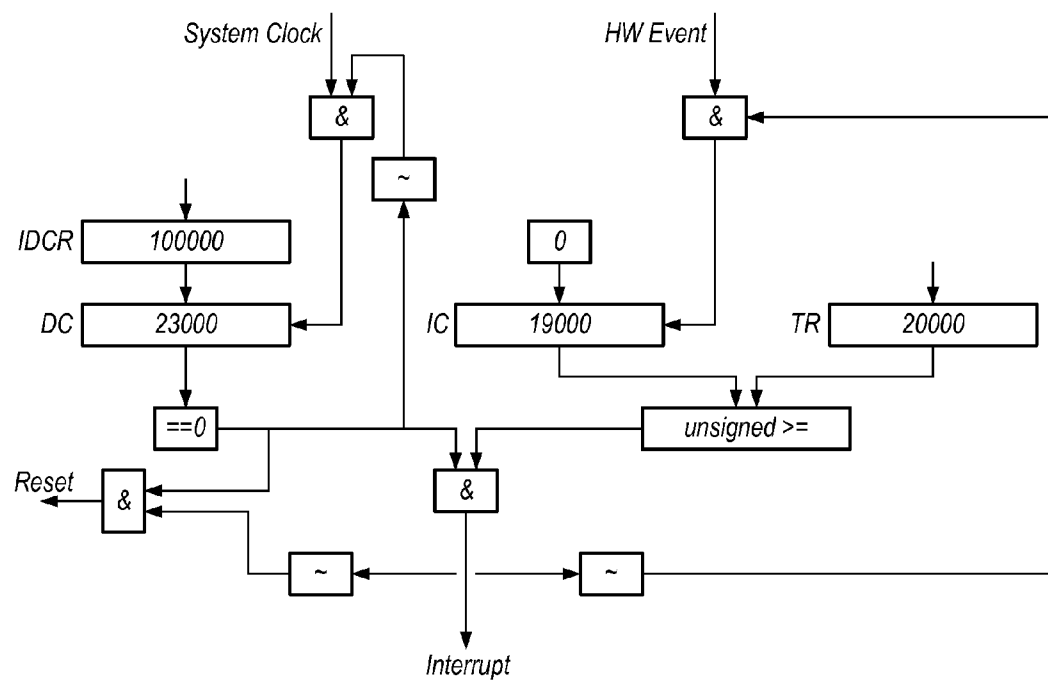 System Clock
HW Event
&
&
~
IDCR 100000
0
DC 23000
IC 19000
TR 20000
==0
unsigned >=
Reset
&
&
~
~
Interrupt